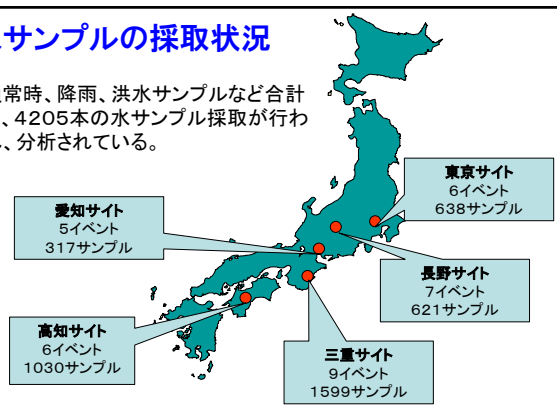 サンプルの採取状況
常時、降雨、洪水サンプルなど合計
、4205本の水サンプル採取が行わ
、分析されている。
東京サイト
6イベント
638サンプル
愛知サイト
5イベント
317サンプル
長野サイト
7イベント
621サンプル
高知サイト
6イベント
1030サンプル
三重サイト
9イベント
1599サンプル